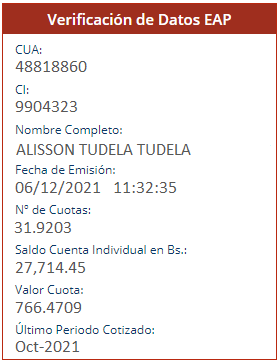 Verificación de Datos EAP
CUA:
48818860
CI:
9904323
Nombre Completo:
ALISSON TUDELA TUDELA
Fecha de Emisión:
06/12/2021 11:32:35
N° de Cuotas:
31.9203
Saldo Cuenta Individual en Bs.:
27,714.45
Valor Cuota:
766.4709
Último Periodo Cotizado:
Oct-2021